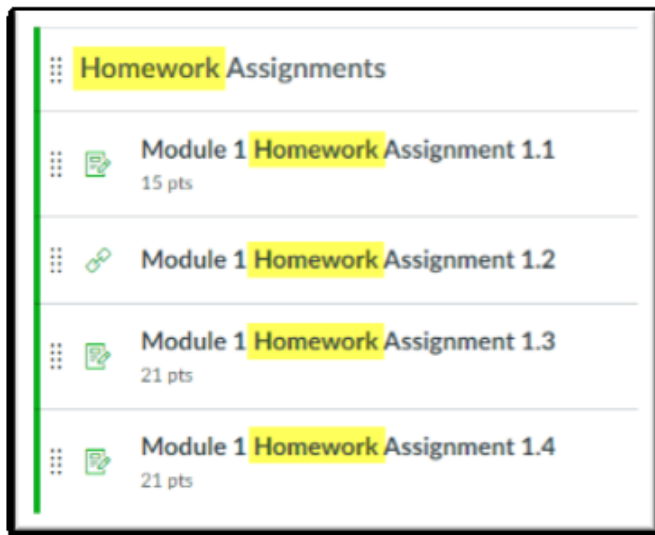 Homework Assignments
Module 1 Homework Assignment 1.1
15 pts
Module 1 Homework Assignment 1.2
Module 1 Homework Assignment 1.3
21 pts
Module 1 Homework Assignment 1.4
21 pts